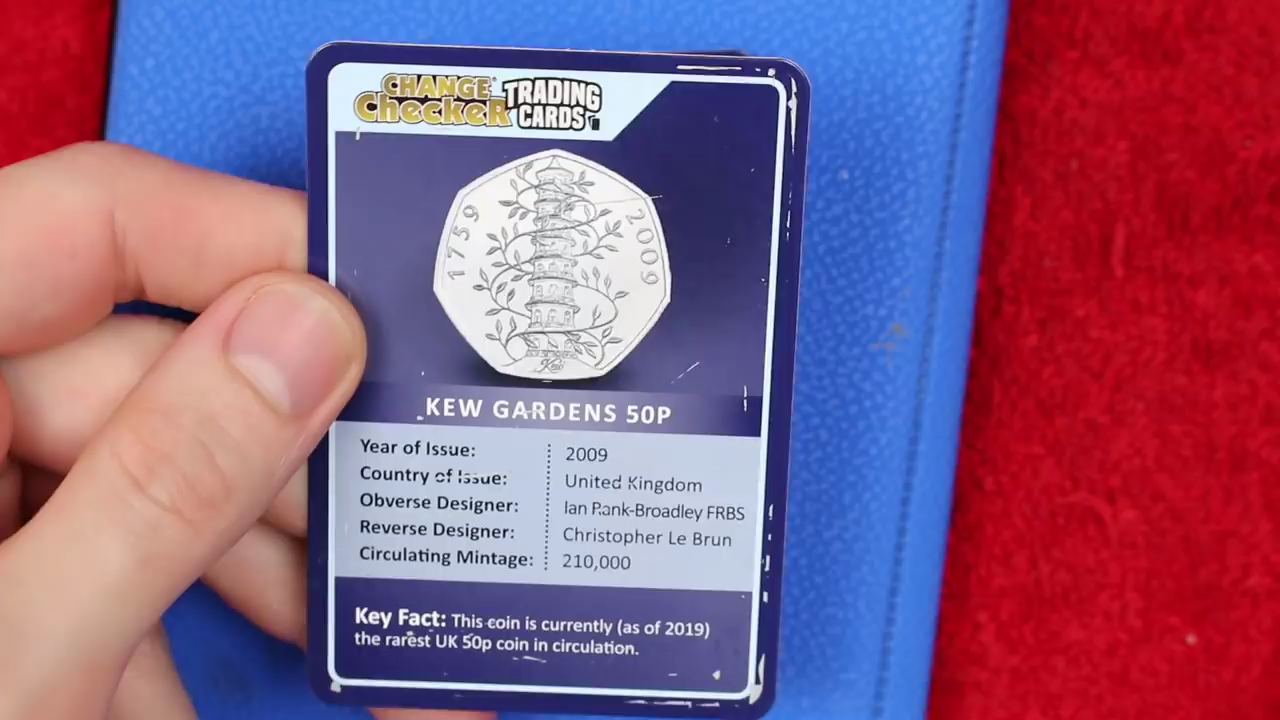 CHANGE CHECKER TRADING CARDS
1759 2009
Kew
KEW GARDENS 50P
Year of Issue: 2009
Country of Issue: United Kingdom
Obverse Designer: Ian Rank-Broadley FRBS
Reverse Designer: Christopher Le Brun
Circulating Mintage: 210,000
Key Fact: This coin is currently (as of 2019)
the rarest UK 50p coin in circulation.